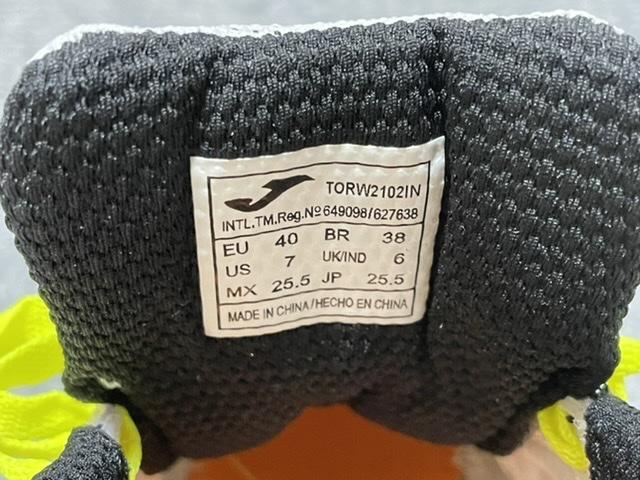 TORW2102IN
INTL.TM.Reg.Nº649098/627638
EU 40 BR 38
US 7 UK/IND 6
MX 25.5 JP 25.5
MADE IN CHINA/HECHO EN CHINA